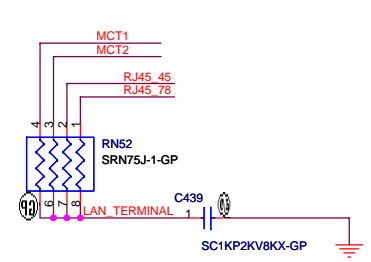 MCT1
MCT2
RJ45_45
RJ45_78
4 3 2 1
RN52
SRN75J-1-GP
6 7 8
LAN_TERMINAL
C439
1
SC1KP2KV8KX-GP